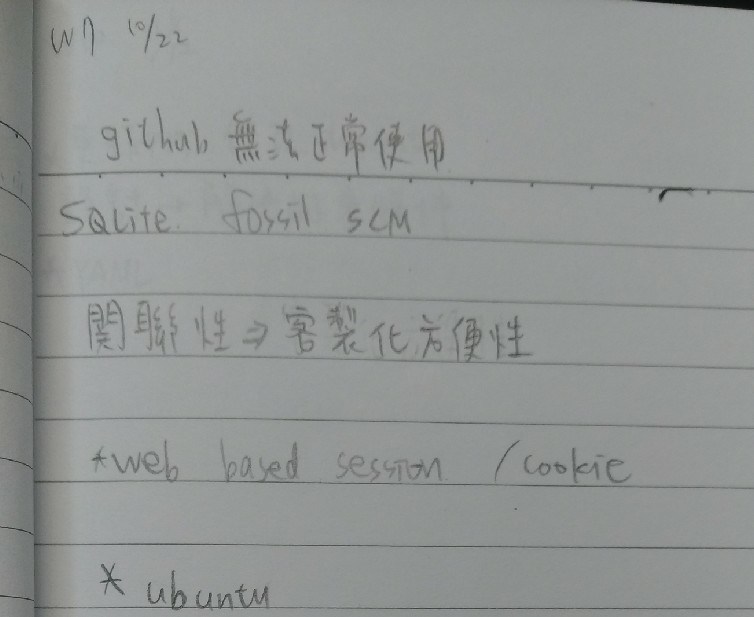 W7 10/22
github 無法正常使用
SQLite fossil SCM
関聯性⇒客製化方便性
*web based session /cookie
* ubuntu